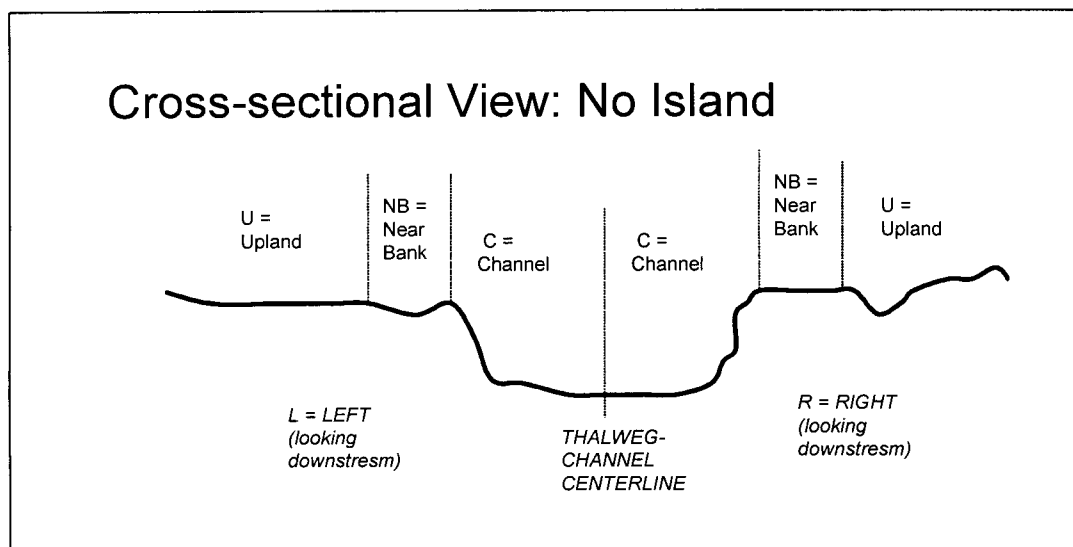 Cross-sectional View: No Island
U =
Upland
NB =
Near
Bank
C =
Channel
C =
Channel
NB =
Near
Bank
U =
Upland
L = LEFT
(looking
downstresm)
THALWEG-
CHANNEL
CENTERLINE
R = RIGHT
(looking
downstream)